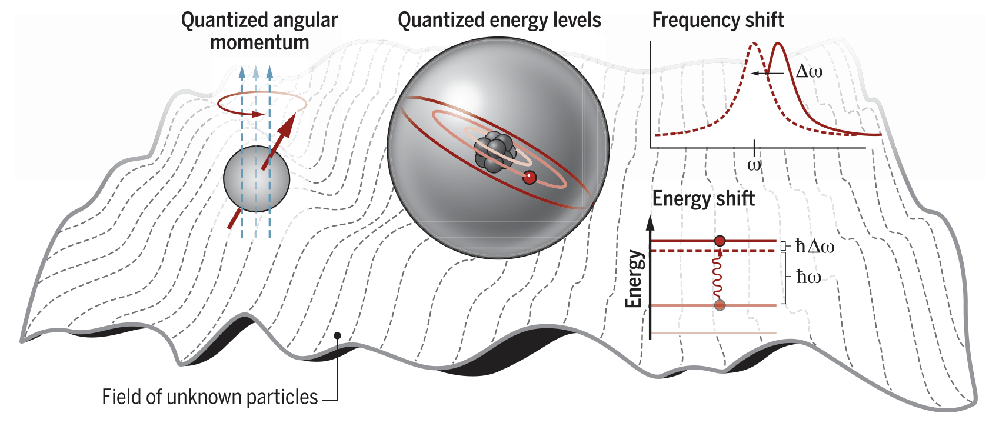 Quantized angular
momentum
Quantized energy levels
Frequency shift
Δω
ω
Energy shift
Energy
ħΔω
ħω
Field of unknown particles